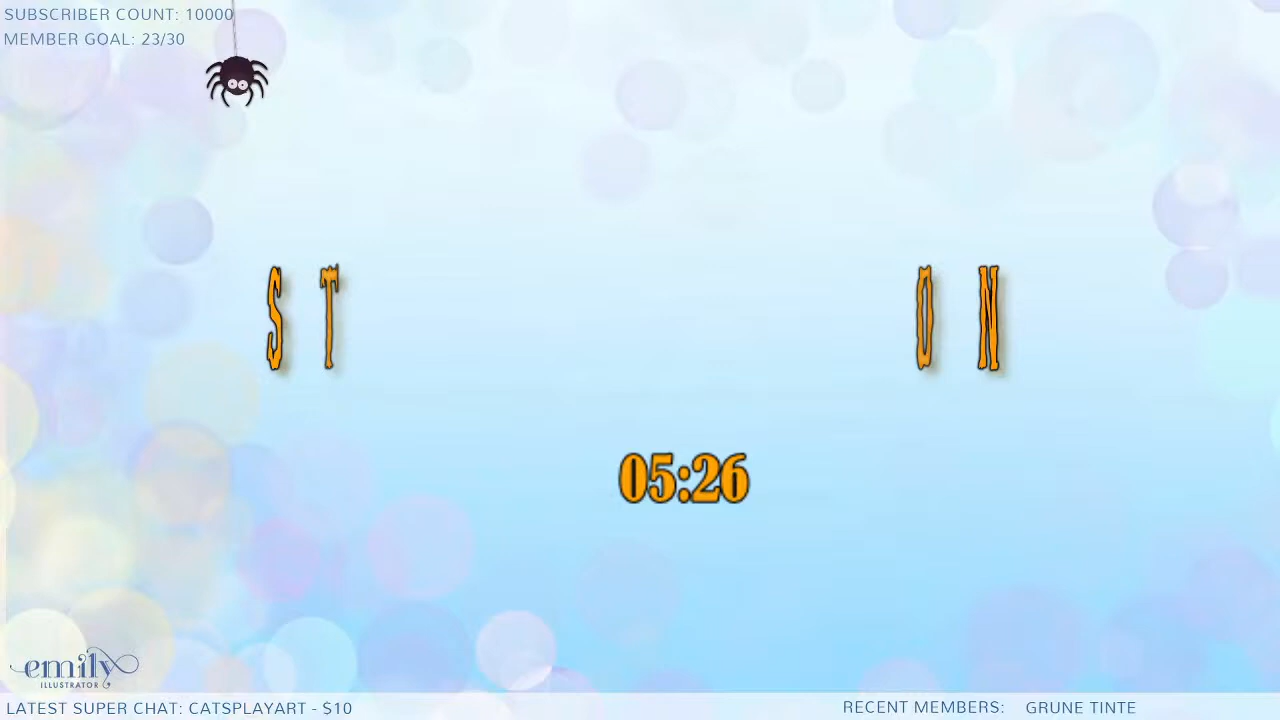 SUBSCRIBER COUNT: 10000
MEMBER GOAL: 23/30
S T O N
05:26
emily
ILLUSTRATOR
LATEST SUPER CHAT: CATSPLAYART - $10
RECENT MEMBERS: GRUNE TINTE